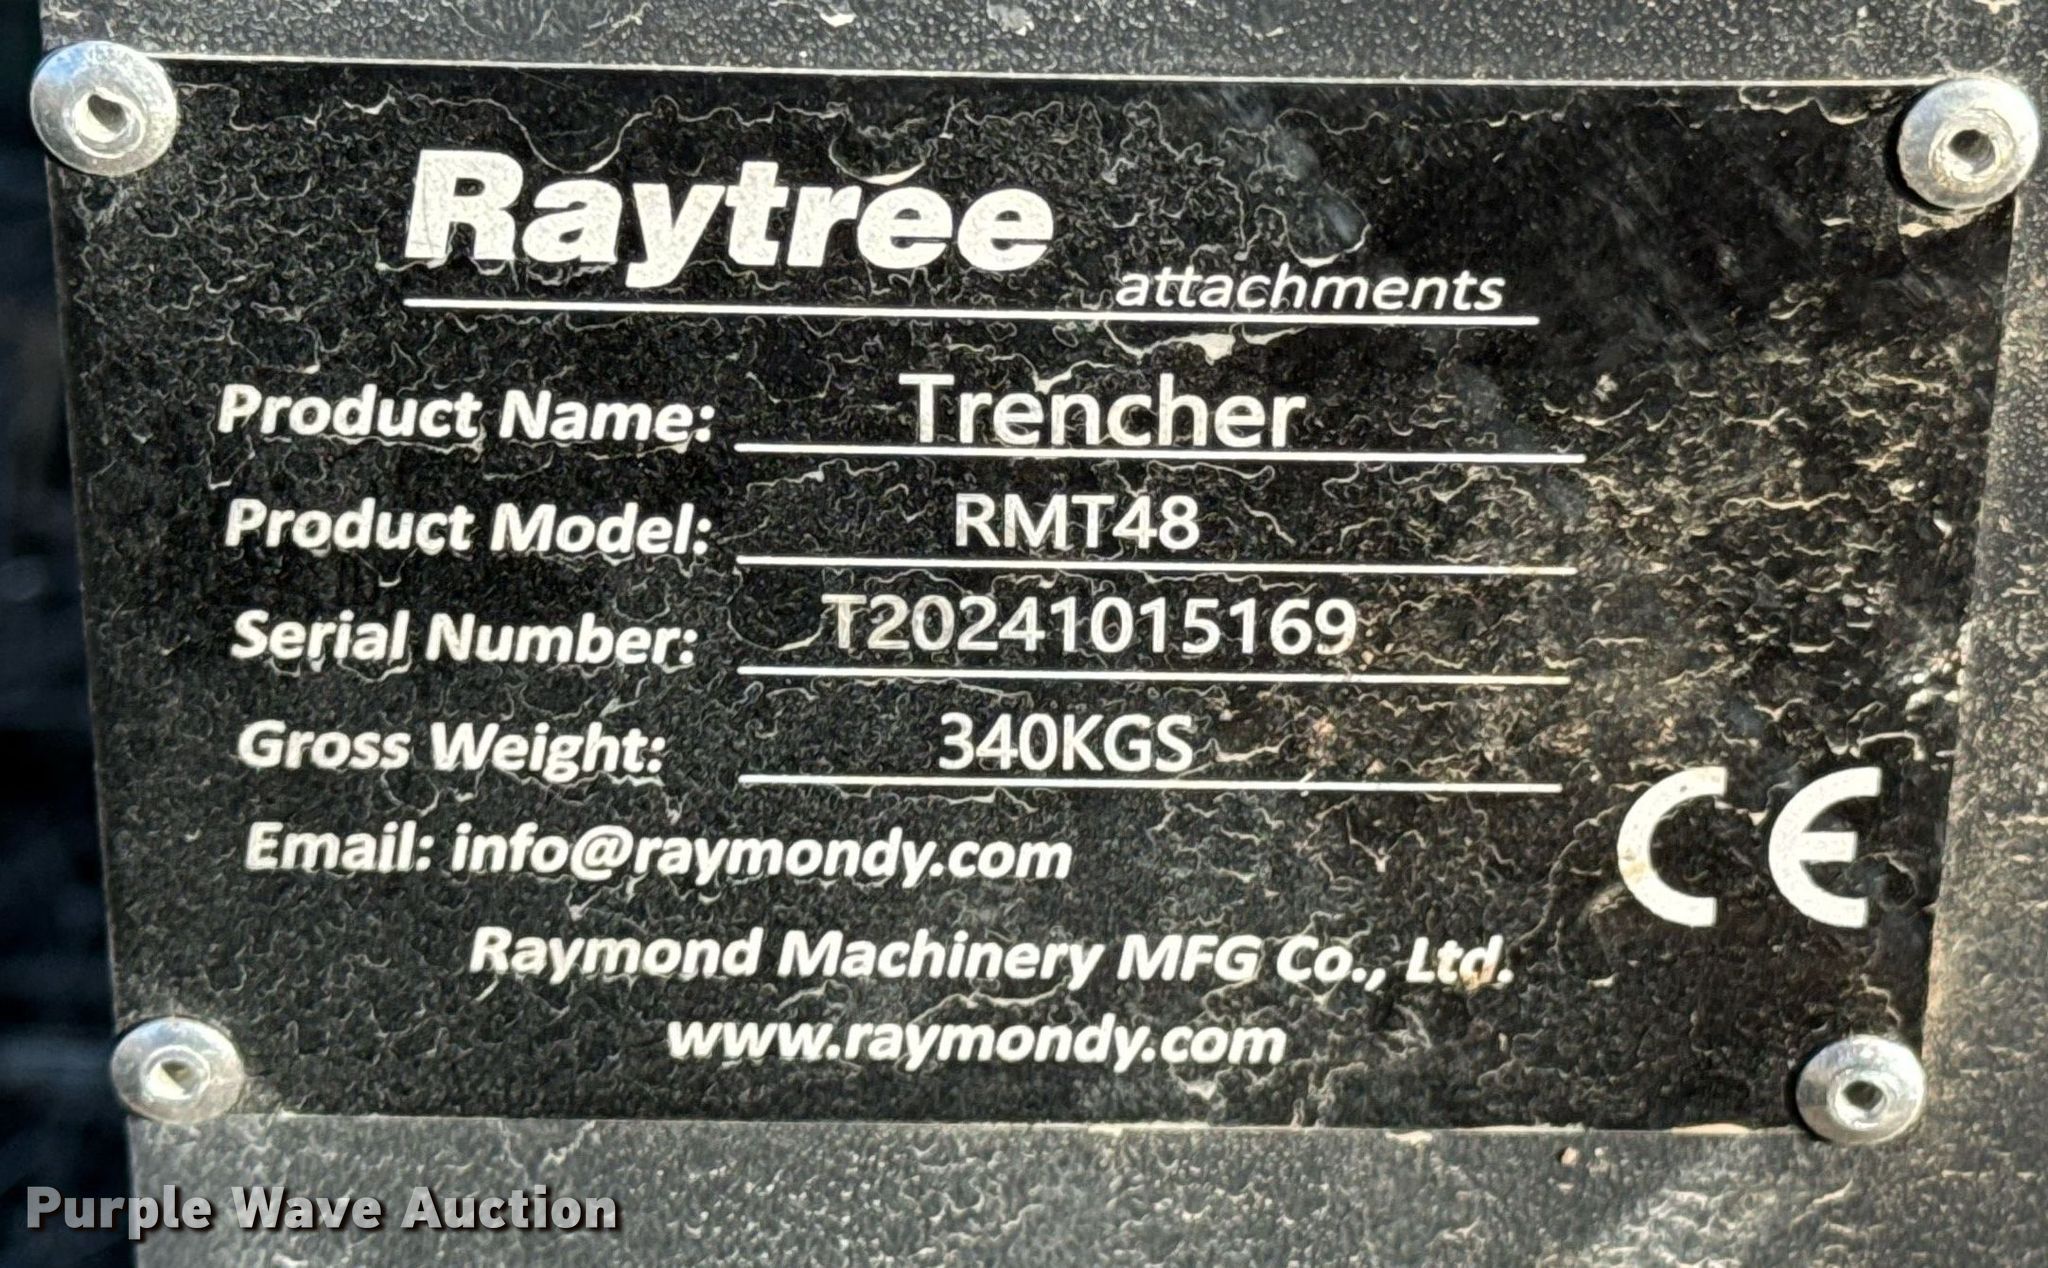 Raytree
attachments
Product Name: Trencher
Product Model: RMT48
Serial Number: T20241015169
Gross Weight: 340KGS
Email: info@raymondy.com
CE
Raymond Machinery MFG Co., Ltd.
www.raymondy.com
Purple Wave Auction